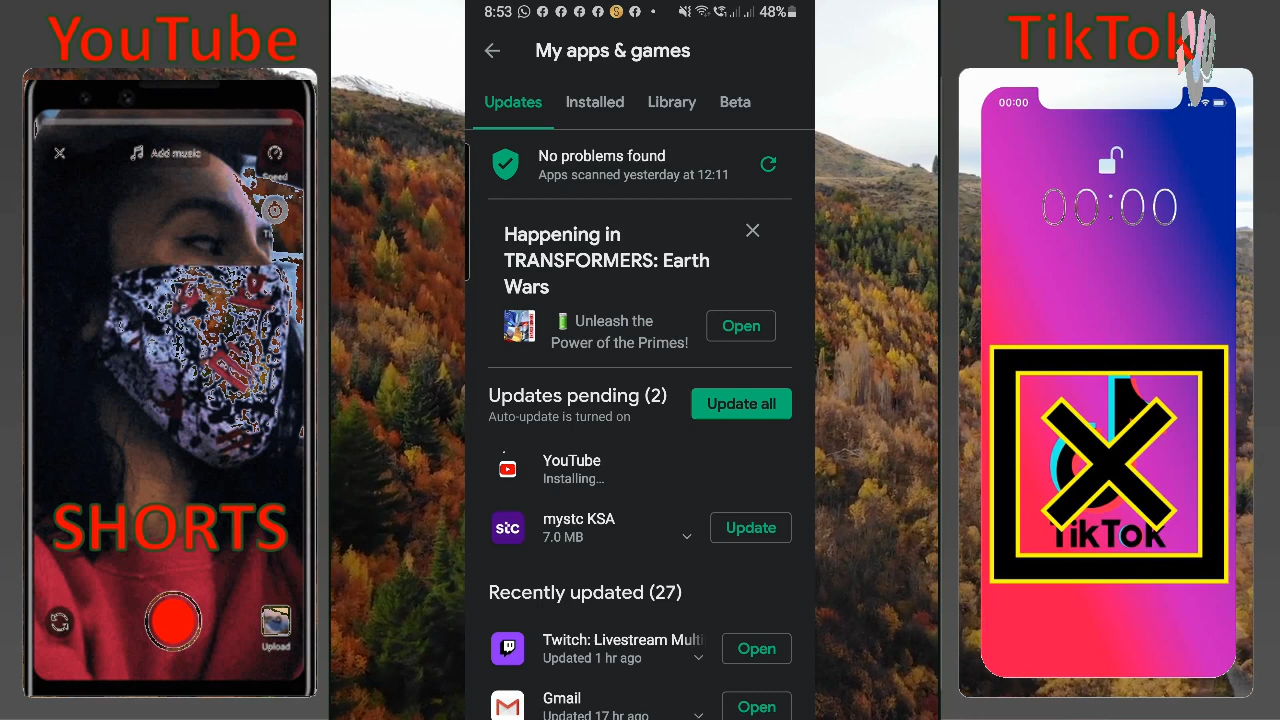 YouTube
Add music
Speed
SHORTS
Upload
8:53
48%
My apps & games
Updates
Installed
Library
Beta
No problems found
Apps scanned yesterday at 12:11
Happening in
TRANSFORMERS: Earth
Wars
Unleash the
Power of the Primes!
Open
Updates pending (2)
Auto-update is turned on
Update all
YouTube
Installing...
stc
mystc KSA
7.0 MB
Update
Recently updated (27)
Twitch: Livestream Multi
Updated 1 hr ago
Open
Gmail
Updated 17 hr ago
Open
TikTok
00:00
00:00
TikTok